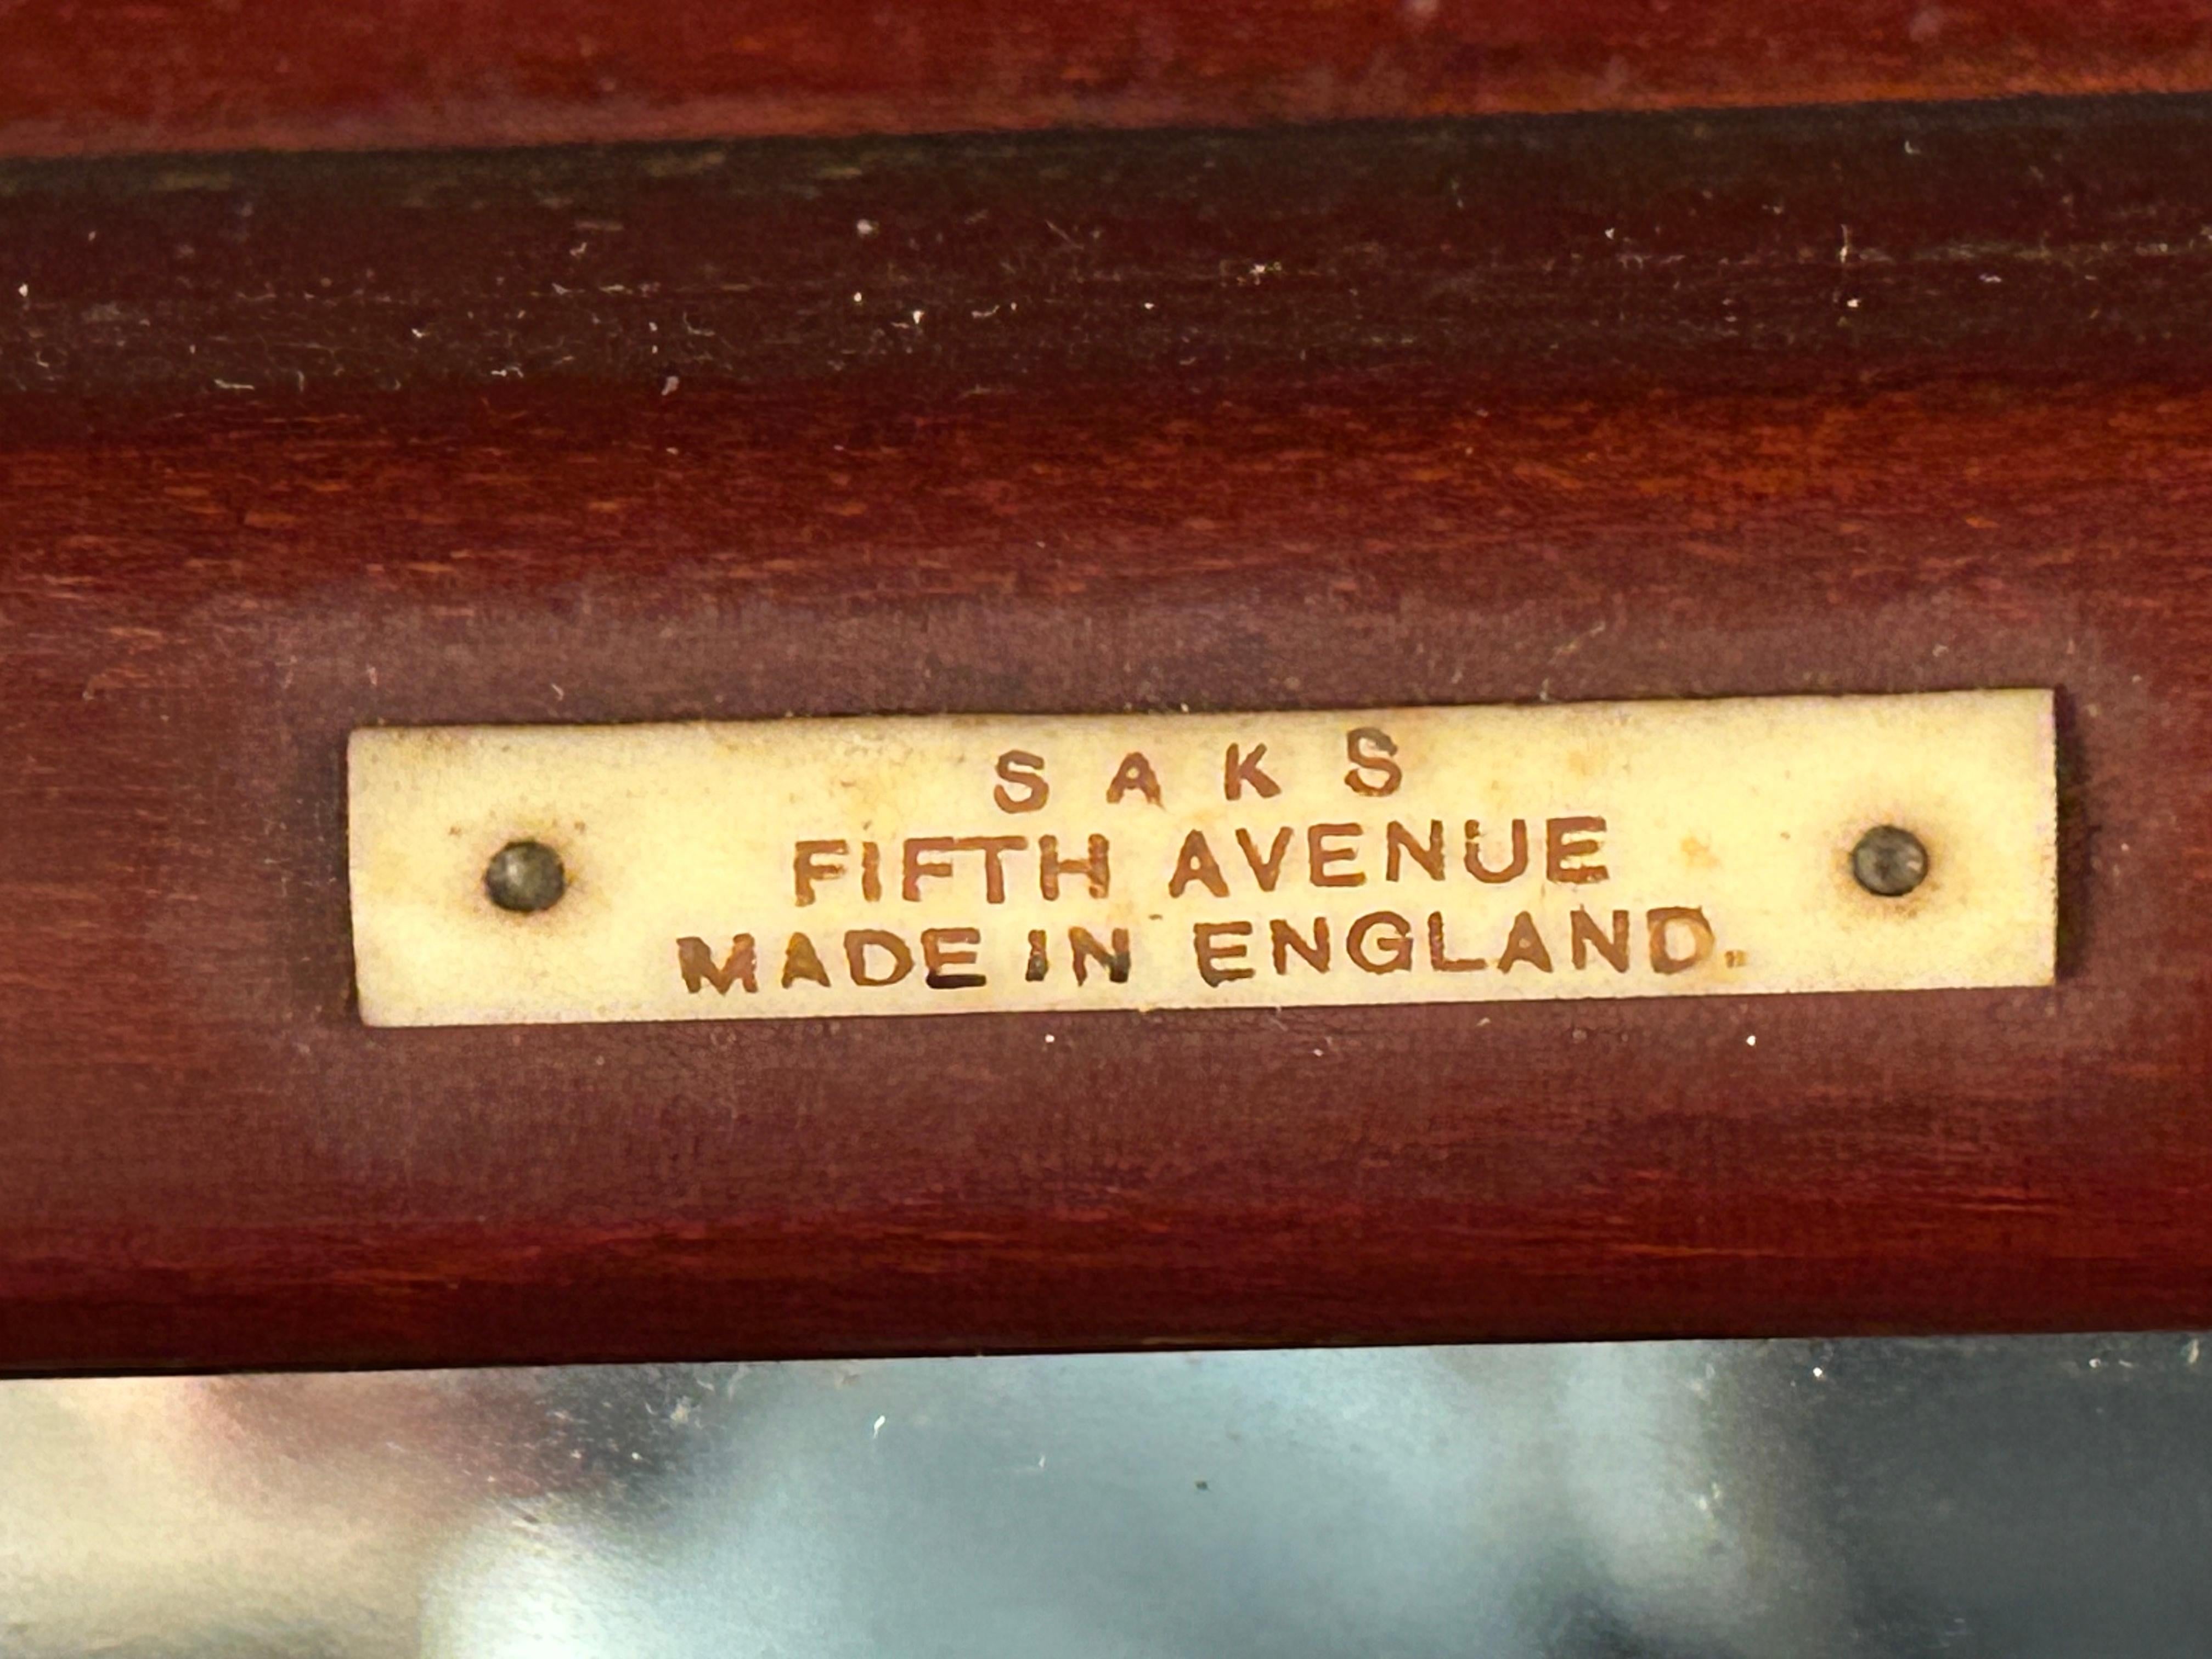 SAKS
FIFTH AVENUE
MADE IN ENGLAND.